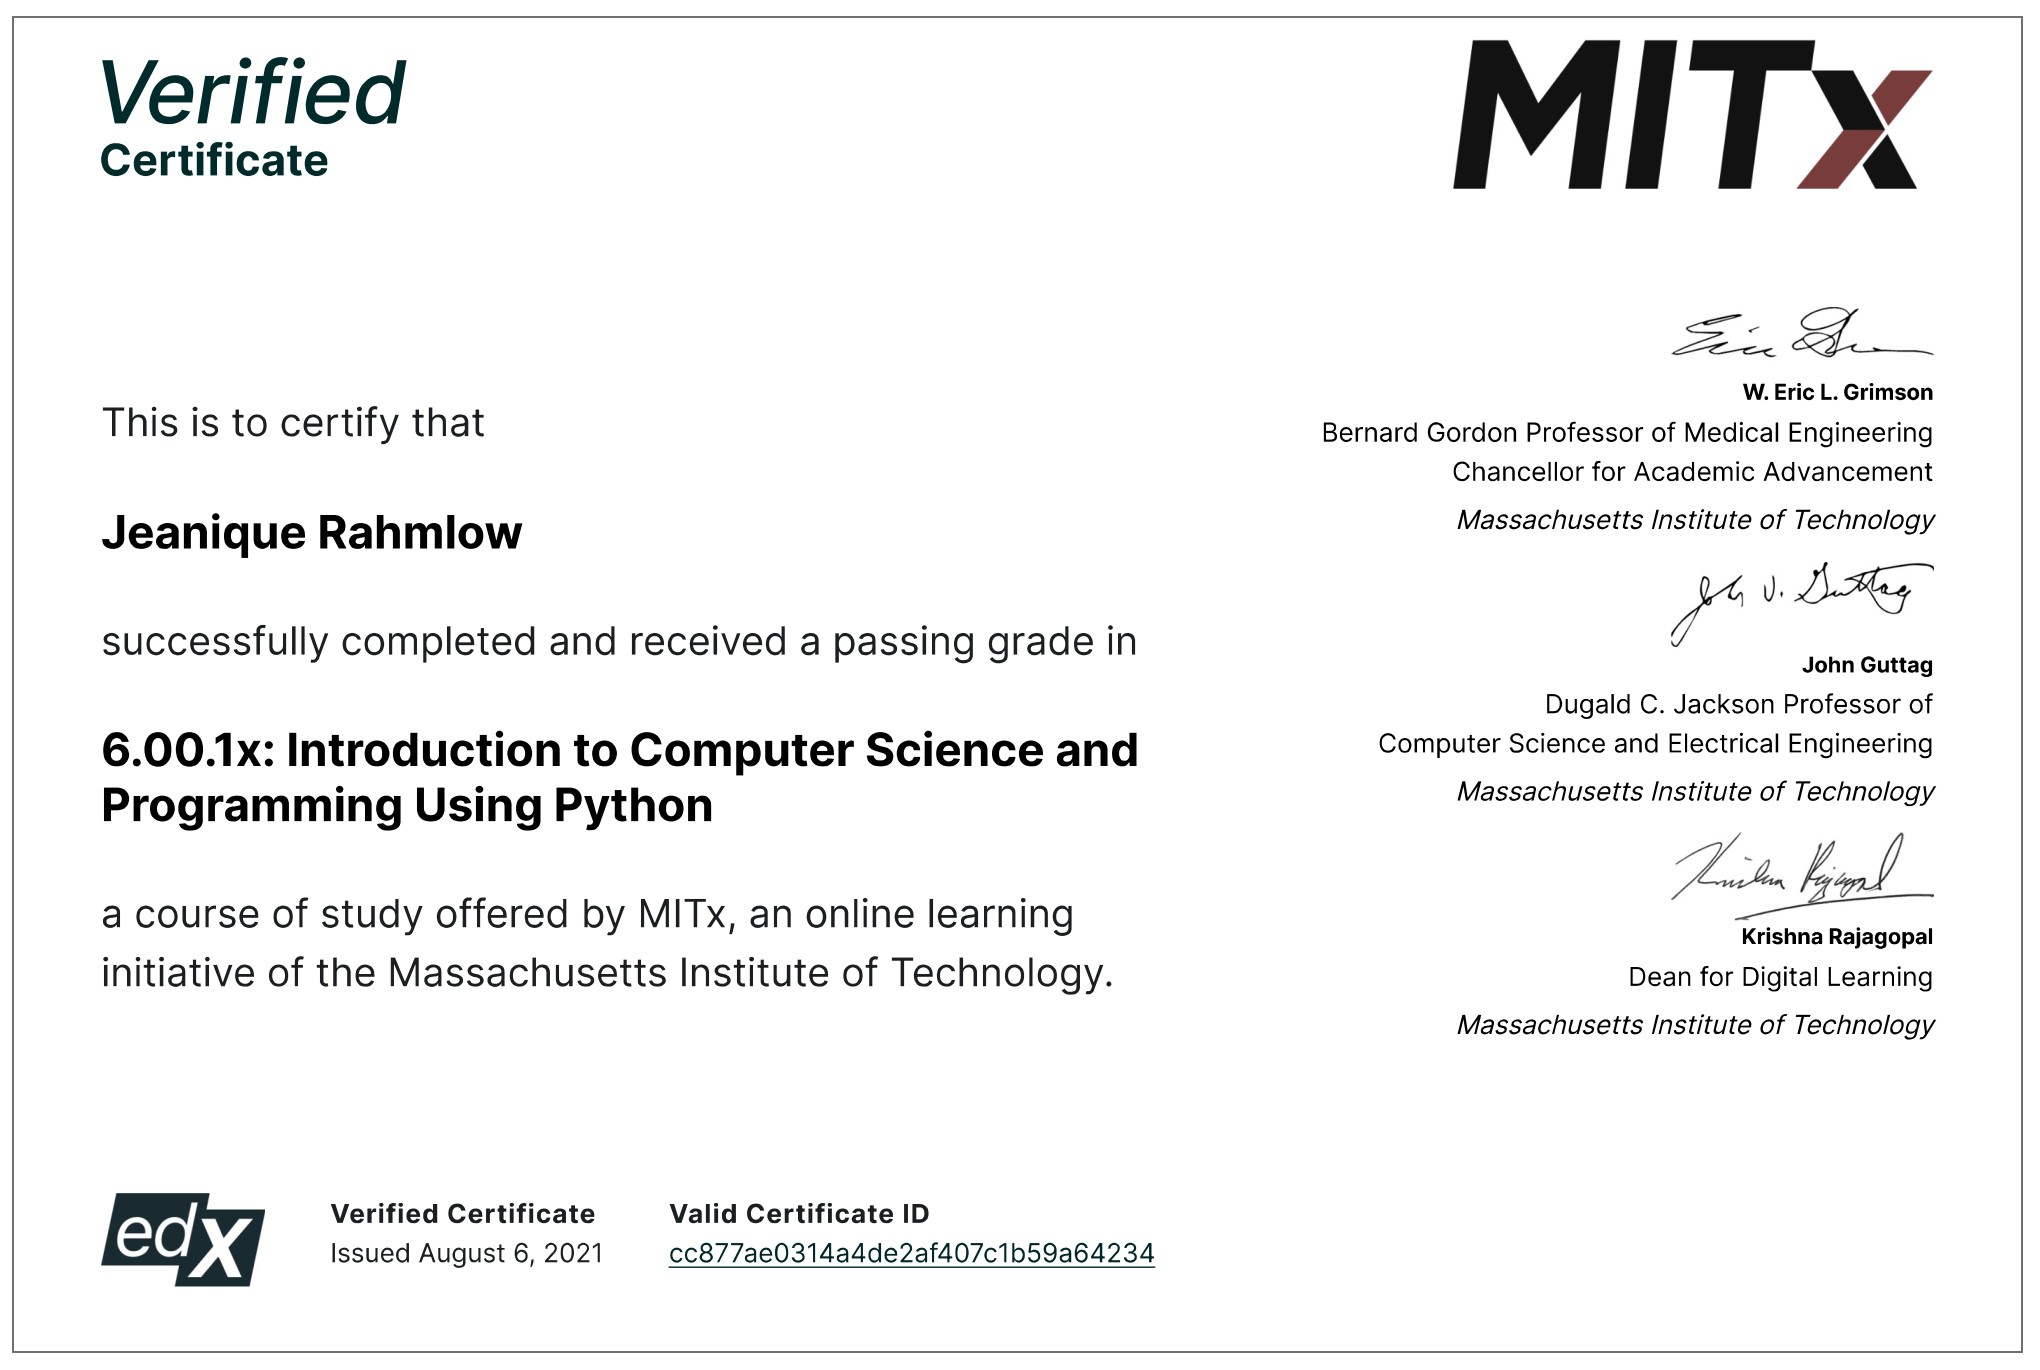 Verified
Certificate
MITx
This is to certify that
Jeanique Rahmlow
successfully completed and received a passing grade in
6.00.1x: Introduction to Computer Science and
Programming Using Python
a course of study offered by MITx, an online learning
initiative of the Massachusetts Institute of Technology.
W. Eric L. Grimson
Bernard Gordon Professor of Medical Engineering
Chancellor for Academic Advancement
Massachusetts Institute of Technology
John V. Guttag
John Guttag
Dugald C. Jackson Professor of
Computer Science and Electrical Engineering
Massachusetts Institute of Technology
Krishna Rajagopal
Dean for Digital Learning
Massachusetts Institute of Technology
edX
Verified Certificate
Issued August 6, 2021
Valid Certificate ID
cc877ae0314a4de2af407c1b59a64234